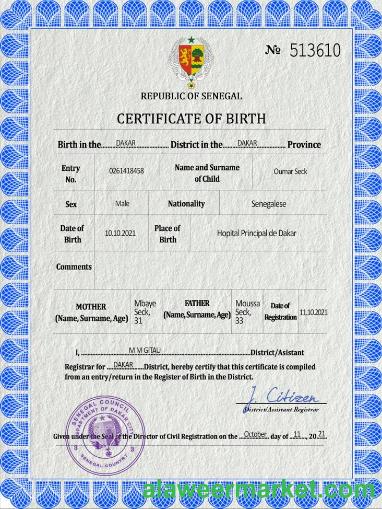 № 513610
REPUBLIC OF SENEGAL
CERTIFICATE OF BIRTH
Birth in the DAKAR District in the DAKAR Province
Entry No. 0261418458 Name and Surname of Child Oumar Seck
Sex Male Nationality Senegalese
Date of Birth 10.10.2021 Place of Birth Hopital Principal de Dakar
Comments
MOTHER (Name, Surname, Age) Mbaye Seck, 31 FATHER (Name, Surname, Age) Moussa Seck, 33 Date of Registration 11.10.2021
I, M M GITAU District/Asistant
Registrar for DAKAR District, hereby certify that this certificate is compiled
from an entry/return in the Register of Birth in the District.
J. Citizen
District/Assistant Registrar
Given under the Seal of the Director of Civil Registration on the October day of 11, 20 21
SENEGAL COUNCIL
SENEGAL COUNTRY
alaweermarket.com